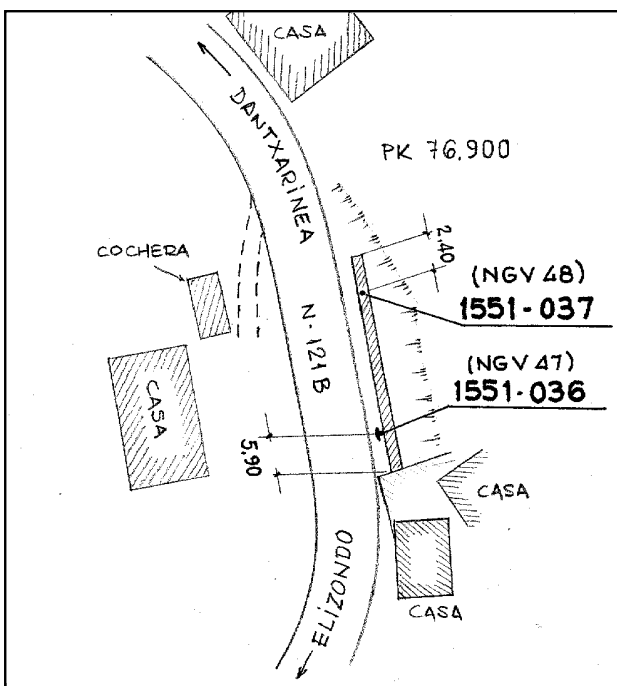 CASA
DANTXARINEA
PK 76,900
2.40
COCHERA
(NGV 48)
1551-037
N-121B
(NGV 47)
1551-036
CASA
5,90
CASA
ELIZONDO
CASA